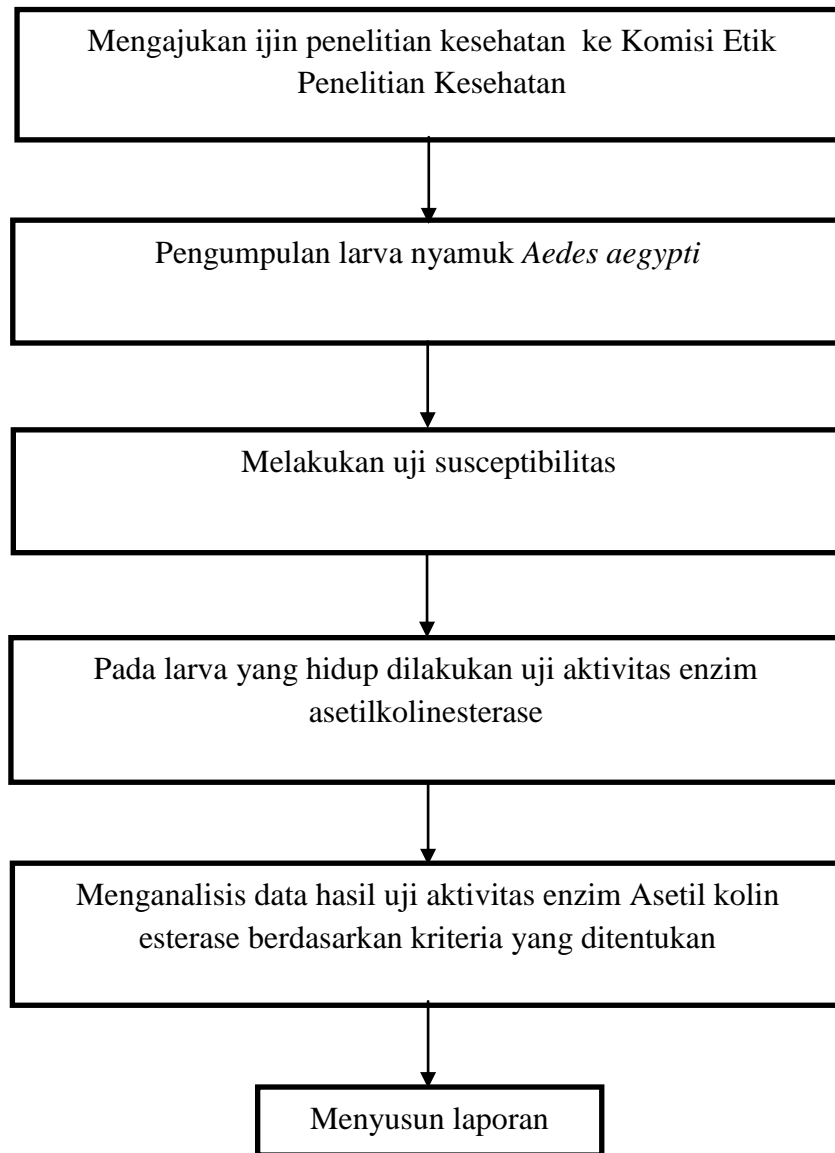 Mengajukan ijin penelitian kesehatan ke Komisi Etik
Penelitian Kesehatan
Pengumpulan larva nyamuk Aedes aegypti
Melakukan uji susceptibilitas
Pada larva yang hidup dilakukan uji aktivitas enzim
asetilkolinesterase
Menganalisis data hasil uji aktivitas enzim Asetil kolin
esterase berdasarkan kriteria yang ditentukan
Menyusun laporan